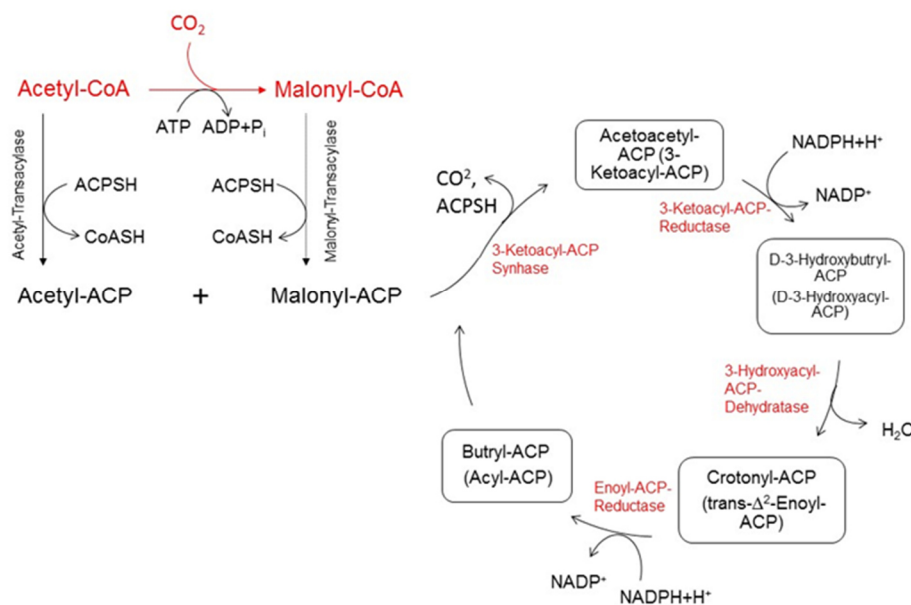 CO₂
Acetyl-CoA
Malonyl-CoA
ATP
ADP+Pᵢ
Acetyl-Transacylase
ACPSH
CoASH
ACPSH
CoASH
Malonyl-Transacylase
Acetyl-ACP
+
Malonyl-ACP
CO²,
ACPSH
3-Ketoacyl-ACP
Synhase
Acetoacetyl-
ACP (3-
Ketoacyl-ACP)
NADPH+H⁺
NADP⁺
3-Ketoacyl-ACP-
Reductase
D-3-Hydroxybutryl-
ACP
(D-3-Hydroxyacyl-
ACP)
3-Hydroxyacyl-
ACP-
Dehydratase
H₂O
Crotonyl-ACP
(trans-Δ²-Enoyl-
ACP)
Enoyl-ACP-
Reductase
NADP⁺
NADPH+H⁺
Butryl-ACP
(Acyl-ACP)